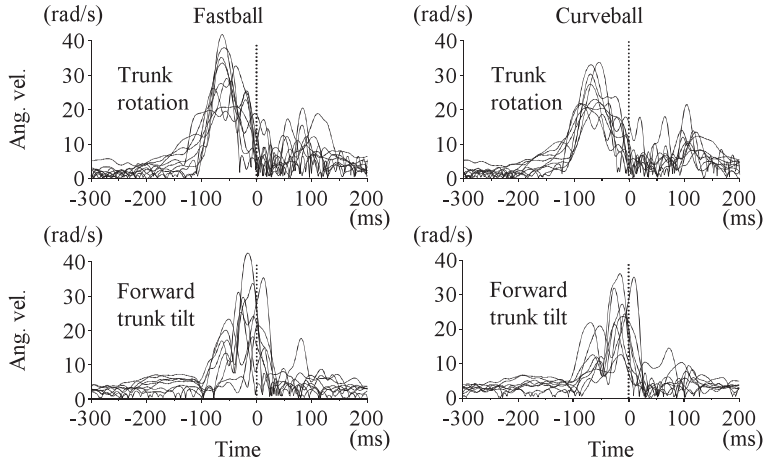 (rad/s) Fastball
40
30
20
10
0
Ang. vel.
Trunk
rotation
-300 -200 -100 0 100 200
(ms)
(rad/s) Curveball
40
30
20
10
0
Trunk
rotation
-300 -200 -100 0 100 200
(ms)
(rad/s)
40
30
20
10
0
Ang. vel.
Forward
trunk tilt
-300 -200 -100 0 100 200
Time (ms)
(rad/s)
40
30
20
10
0
Forward
trunk tilt
-300 -200 -100 0 100 200
Time (ms)